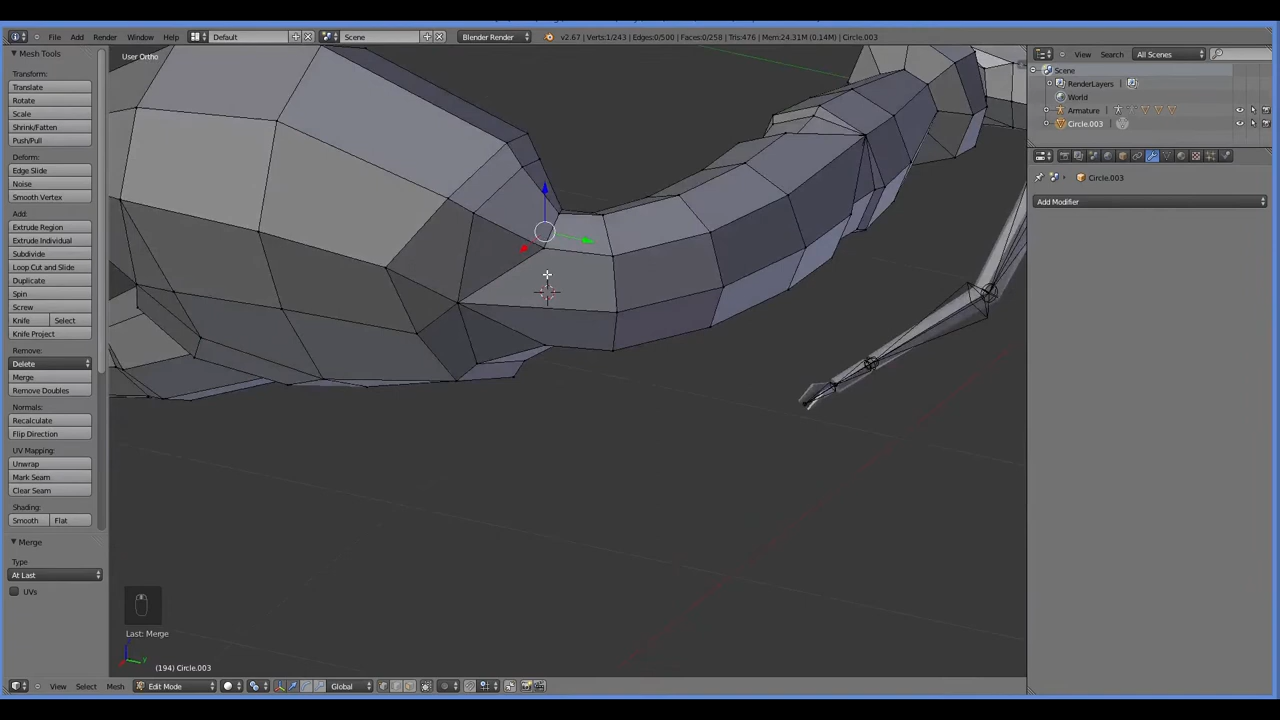 File Add Render Window Help
Default
Scene
Blender Render
v2.67 | Verts:1/243 | Edges:0/500 | Faces:0/258 | Tris:476 | Mem:24.31M (0.14M) | Circle.003
Mesh Tools
Transform:
Translate
Rotate
Scale
Shrink/Fatten
Push/Pull
Deform:
Edge Slide
Noise
Smooth Vertex
Add:
Extrude Region
Extrude Individual
Subdivide
Loop Cut and Slide
Duplicate
Spin
Screw
Knife Select
Knife Project
Remove:
Delete
Merge
Remove Doubles
Normals:
Recalculate
Flip Direction
UV Mapping:
Unwrap
Mark Seam
Clear Seam
Shading:
Smooth Flat
Merge
Type
At Last
UVs
User Ortho
Last: Merge
z
y
(194) Circle.003
View Select Mesh
Edit Mode
Global
View Search
All Scenes
Scene
RenderLayers |
World
Armature
Circle.003
Circle.003
Add Modifier